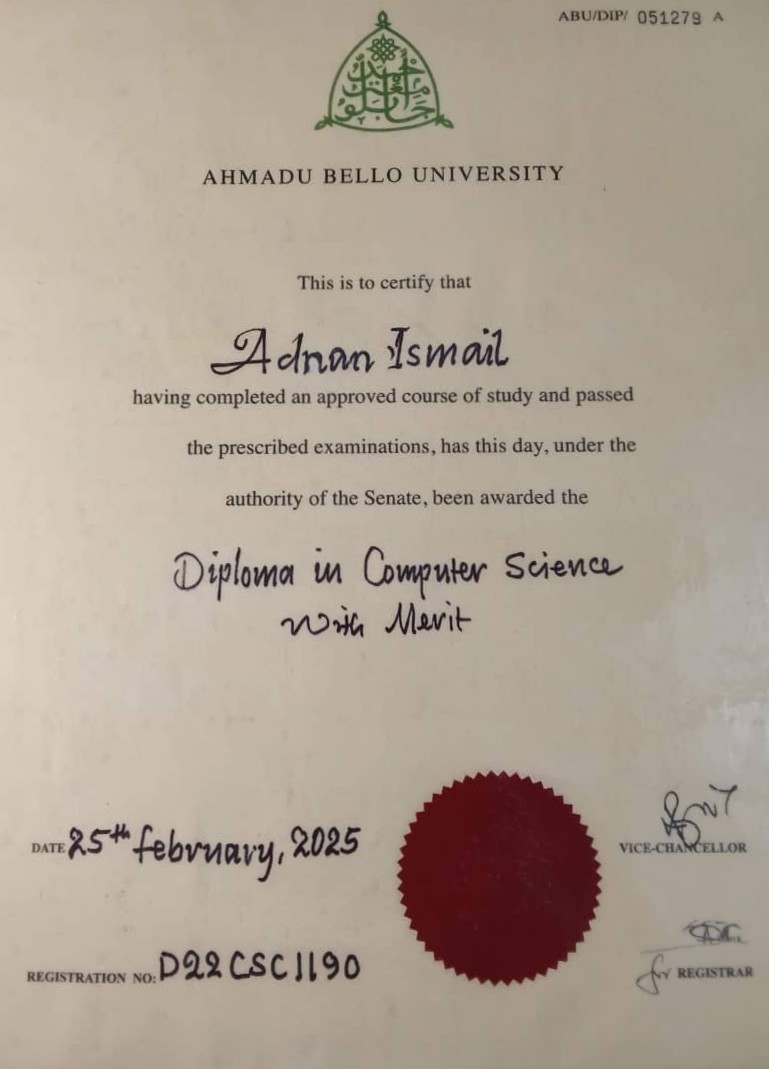 ABU/DIP/ 051279 A
AHMADU BELLO UNIVERSITY
This is to certify that
Adnan Ismail
having completed an approved course of study and passed
the prescribed examinations, has this day, under the
authority of the Senate, been awarded the
Diploma in Computer Science
With Merit
DATE 25th february, 2025
VICE-CHANCELLOR
REGISTRATION NO: D22CSC1190
for REGISTRAR